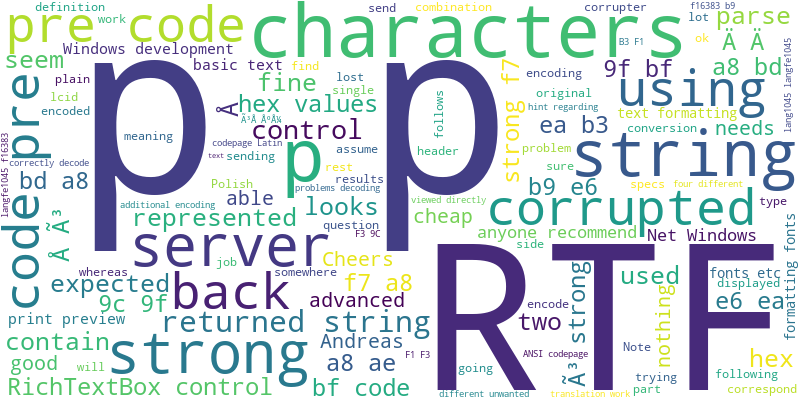 definition
work
send
combination
f16383 b9
corrupter
lot
B3 F1
ok
pre code
characters
parse
Windows development
Ä Ä
seem
basic text
find
9f bf
a8 bd
p p
plain
lost
single
fine
encoding
using
lcid
original
encoded
hex values
hint regarding
text formatting
langfe1045 f16383
lang1045 langfe1045
meaning
follows
control
ea b3
conversion
needs
strong f7
code pre
assume
header
problem
string
correctly decode
codepage Latin
text
sending
p
rest
sure
bd a8
Polish
results
problems decoding
b9 e6
specs
four different
type
additional encoding
able
viewed directly
represented
looks
cheap
corrupted
question
F3 9C
anyone recommend
Å Ã³
server
whereas
job
somewhere
Cheers
side
Net Windows
RTF
expected
back
f7 a8
used
fonts etc
displayed
9c 9f
advanced
encode
e6 ea
print preview
returned string
two
Note
nothing
hex
formatting fonts
contain
Andreas
F1 F3
ANSI codepage
going
following
good
strong
a8 ae
Ã³ strong
trying
will
part
correspond
RichTextBox control
bf code
different unwanted
translation work